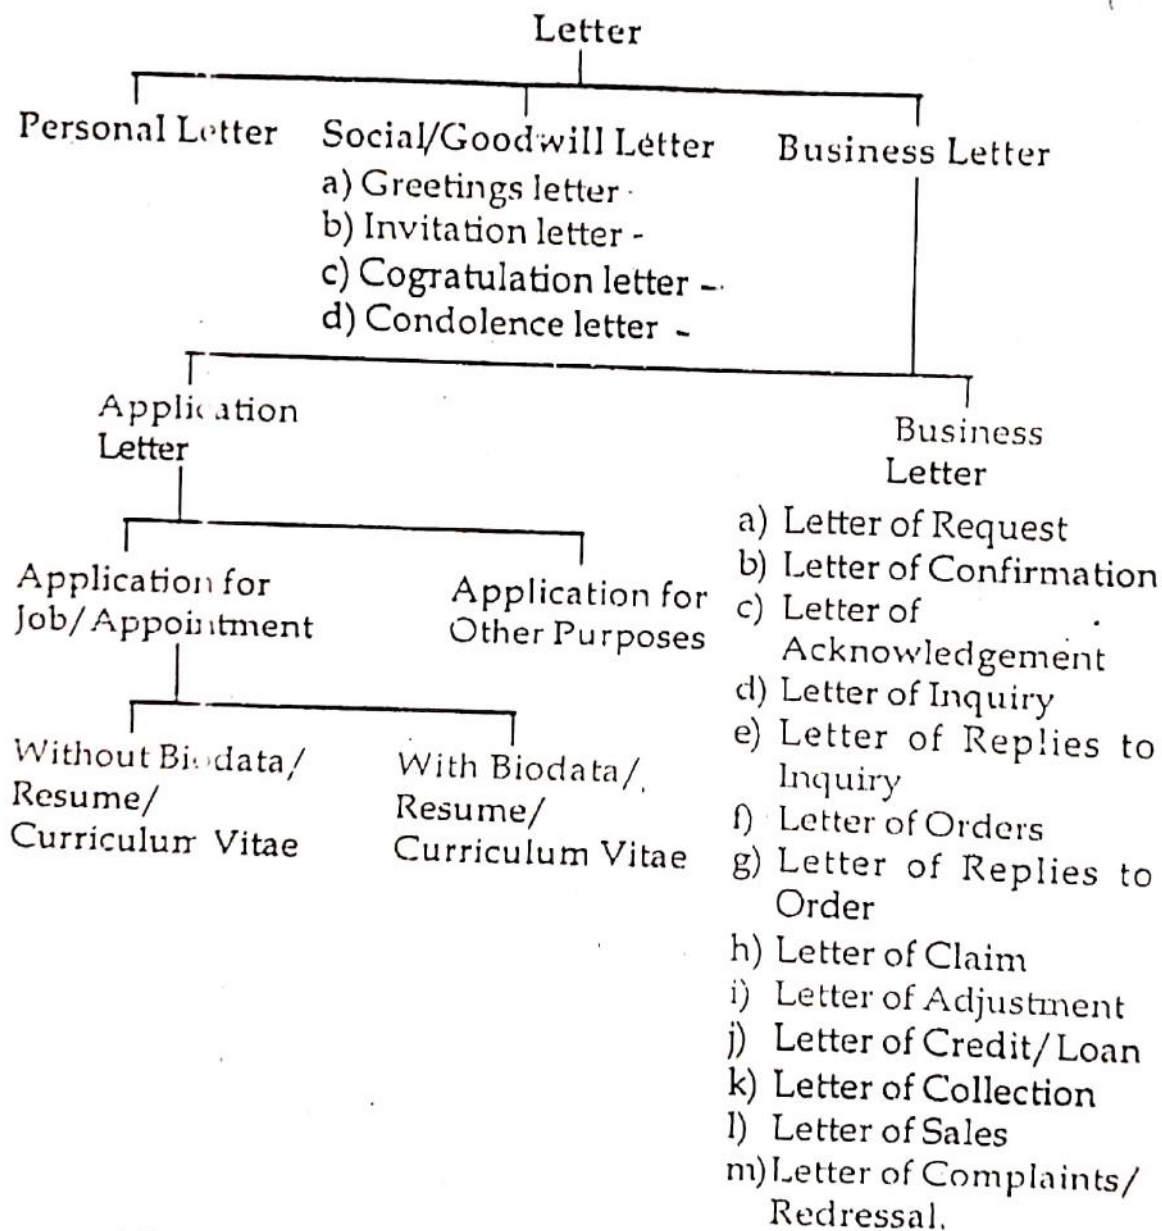 Letter
Personal Letter
Social/Goodwill Letter
a) Greetings letter
b) Invitation letter -
c) Cogratulation letter -
d) Condolence letter -
Business Letter
Application
Letter
Application for
Job/Appointment
Without Biodata/
Resume/
Curriculum Vitae
With Biodata/
Resume/
Curriculum Vitae
Application for
Other Purposes
Business
Letter
a) Letter of Request
b) Letter of Confirmation
c) Letter of
Acknowledgement
d) Letter of Inquiry
e) Letter of Replies to
Inquiry
f) Letter of Orders
g) Letter of Replies to
Order
h) Letter of Claim
i) Letter of Adjustment
j) Letter of Credit/Loan
k) Letter of Collection
l) Letter of Sales
m) Letter of Complaints/
Redressal.